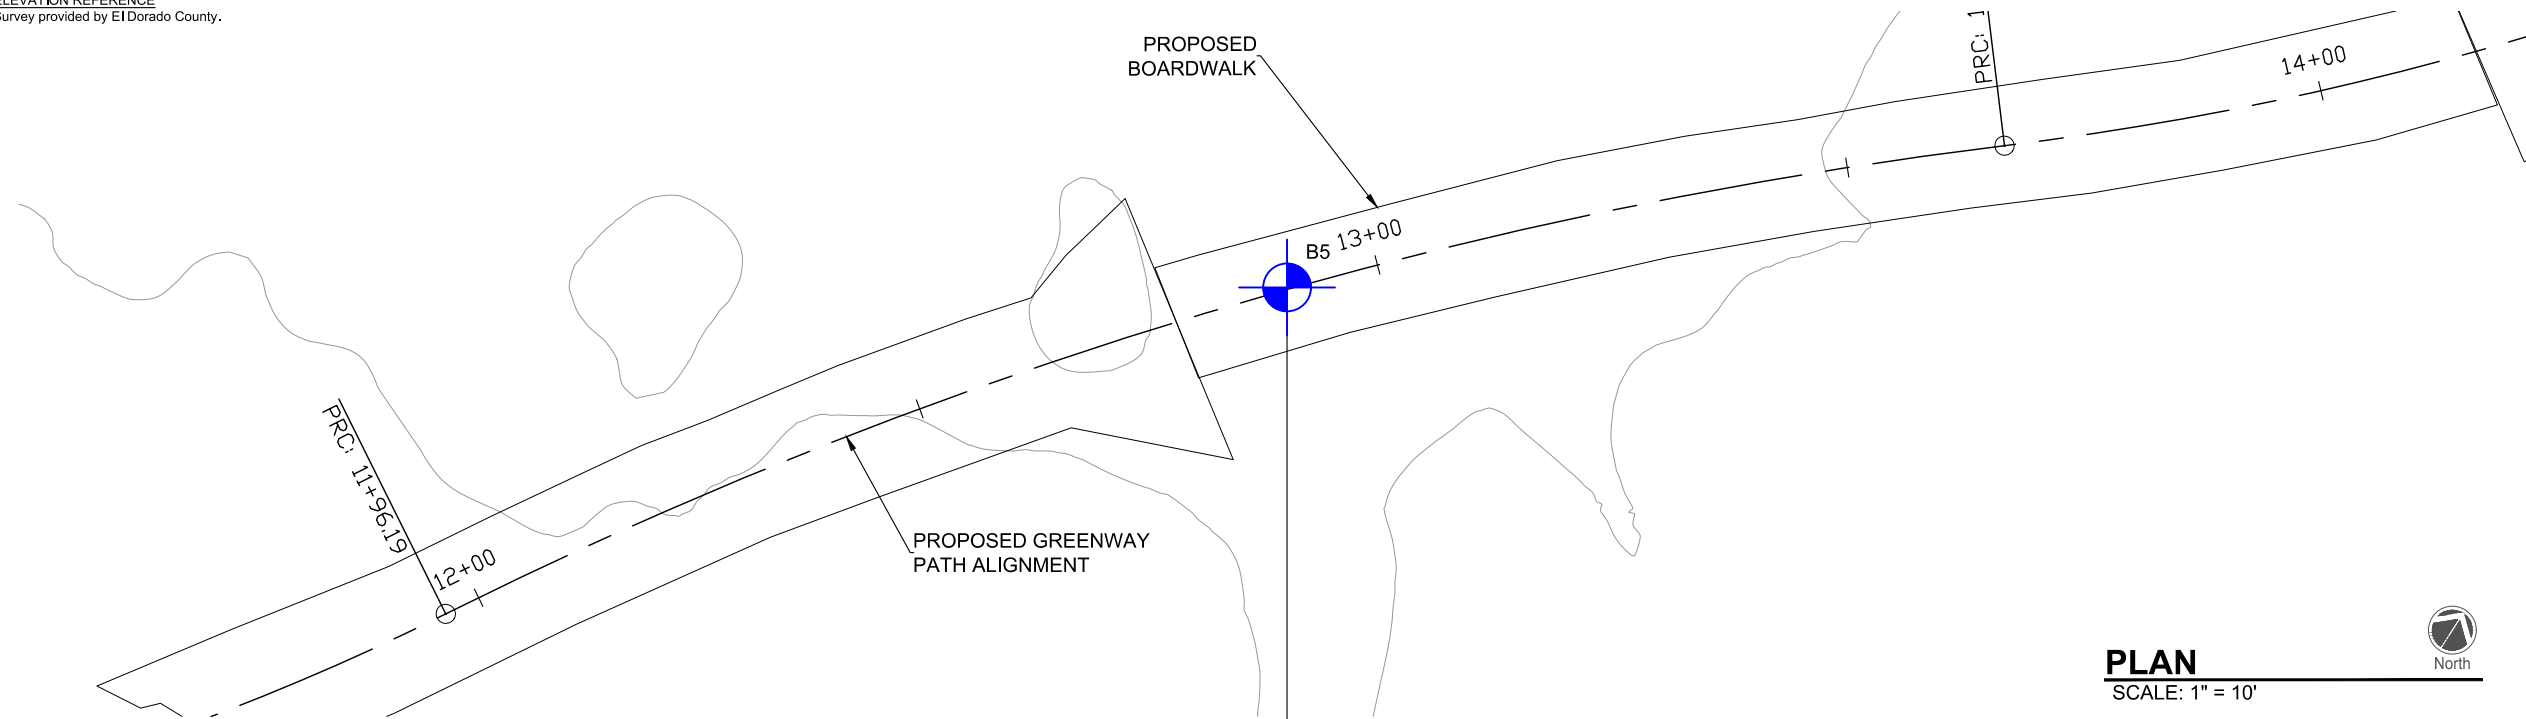 ELEVATION REFERENCE
Survey provided by El Dorado County.
PROPOSED
BOARDWALK
PRC: 1
14+00
B5
13+00
PRC: 11+96.19
12+00
PROPOSED GREENWAY
PATH ALIGNMENT
North
PLAN
SCALE: 1" = 10'